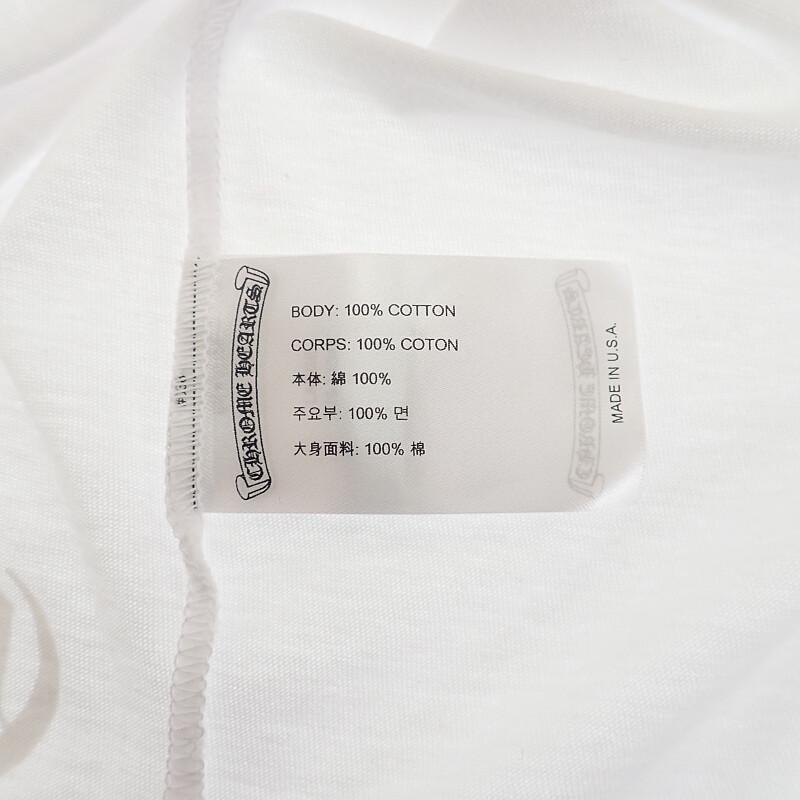 CHROME HEARTS
BODY: 100% COTTON
CORPS: 100% COTON
本体: 綿 100%
주요부: 100% 면
大身面料: 100% 棉
MADE IN U.S.A.